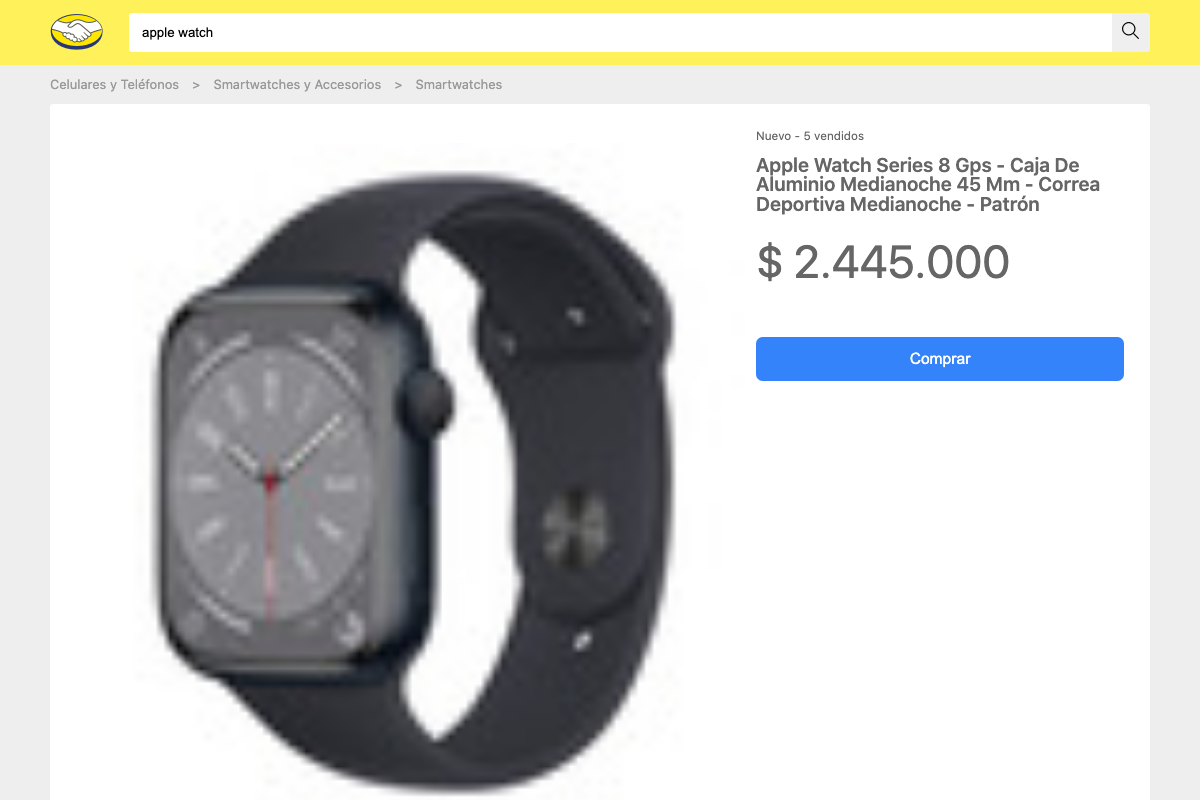 apple watch
Celulares y Teléfonos > Smartwatches y Accesorios > Smartwatches
Nuevo - 5 vendidos
Apple Watch Series 8 Gps - Caja De
Aluminio Medianoche 45 Mm - Correa
Deportiva Medianoche - Patrón
$ 2.445.000
Comprar